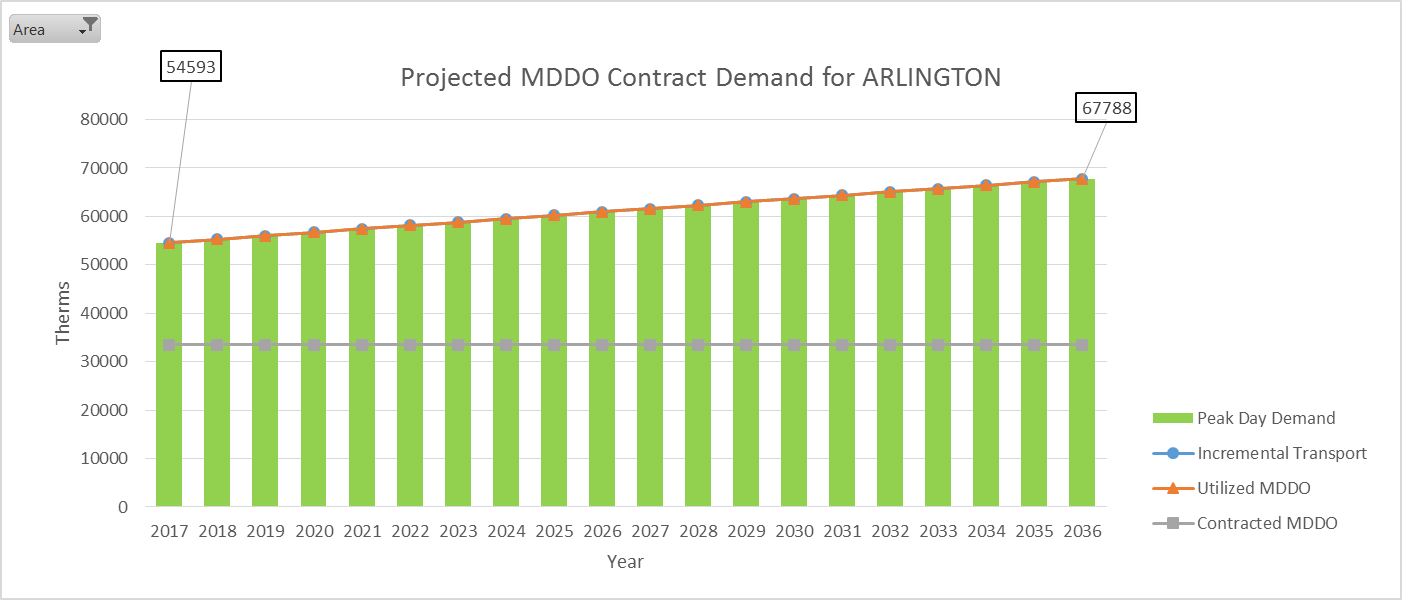 Area
54593
Projected MDDO Contract Demand for ARLINGTON
67788
80000
70000
60000
50000
40000
30000
20000
10000
0
Therms
2017 2018 2019 2020 2021 2022 2023 2024 2025 2026 2027 2028 2029 2030 2031 2032 2033 2034 2035 2036
Year
Peak Day Demand
Incremental Transport
Utilized MDDO
Contracted MDDO